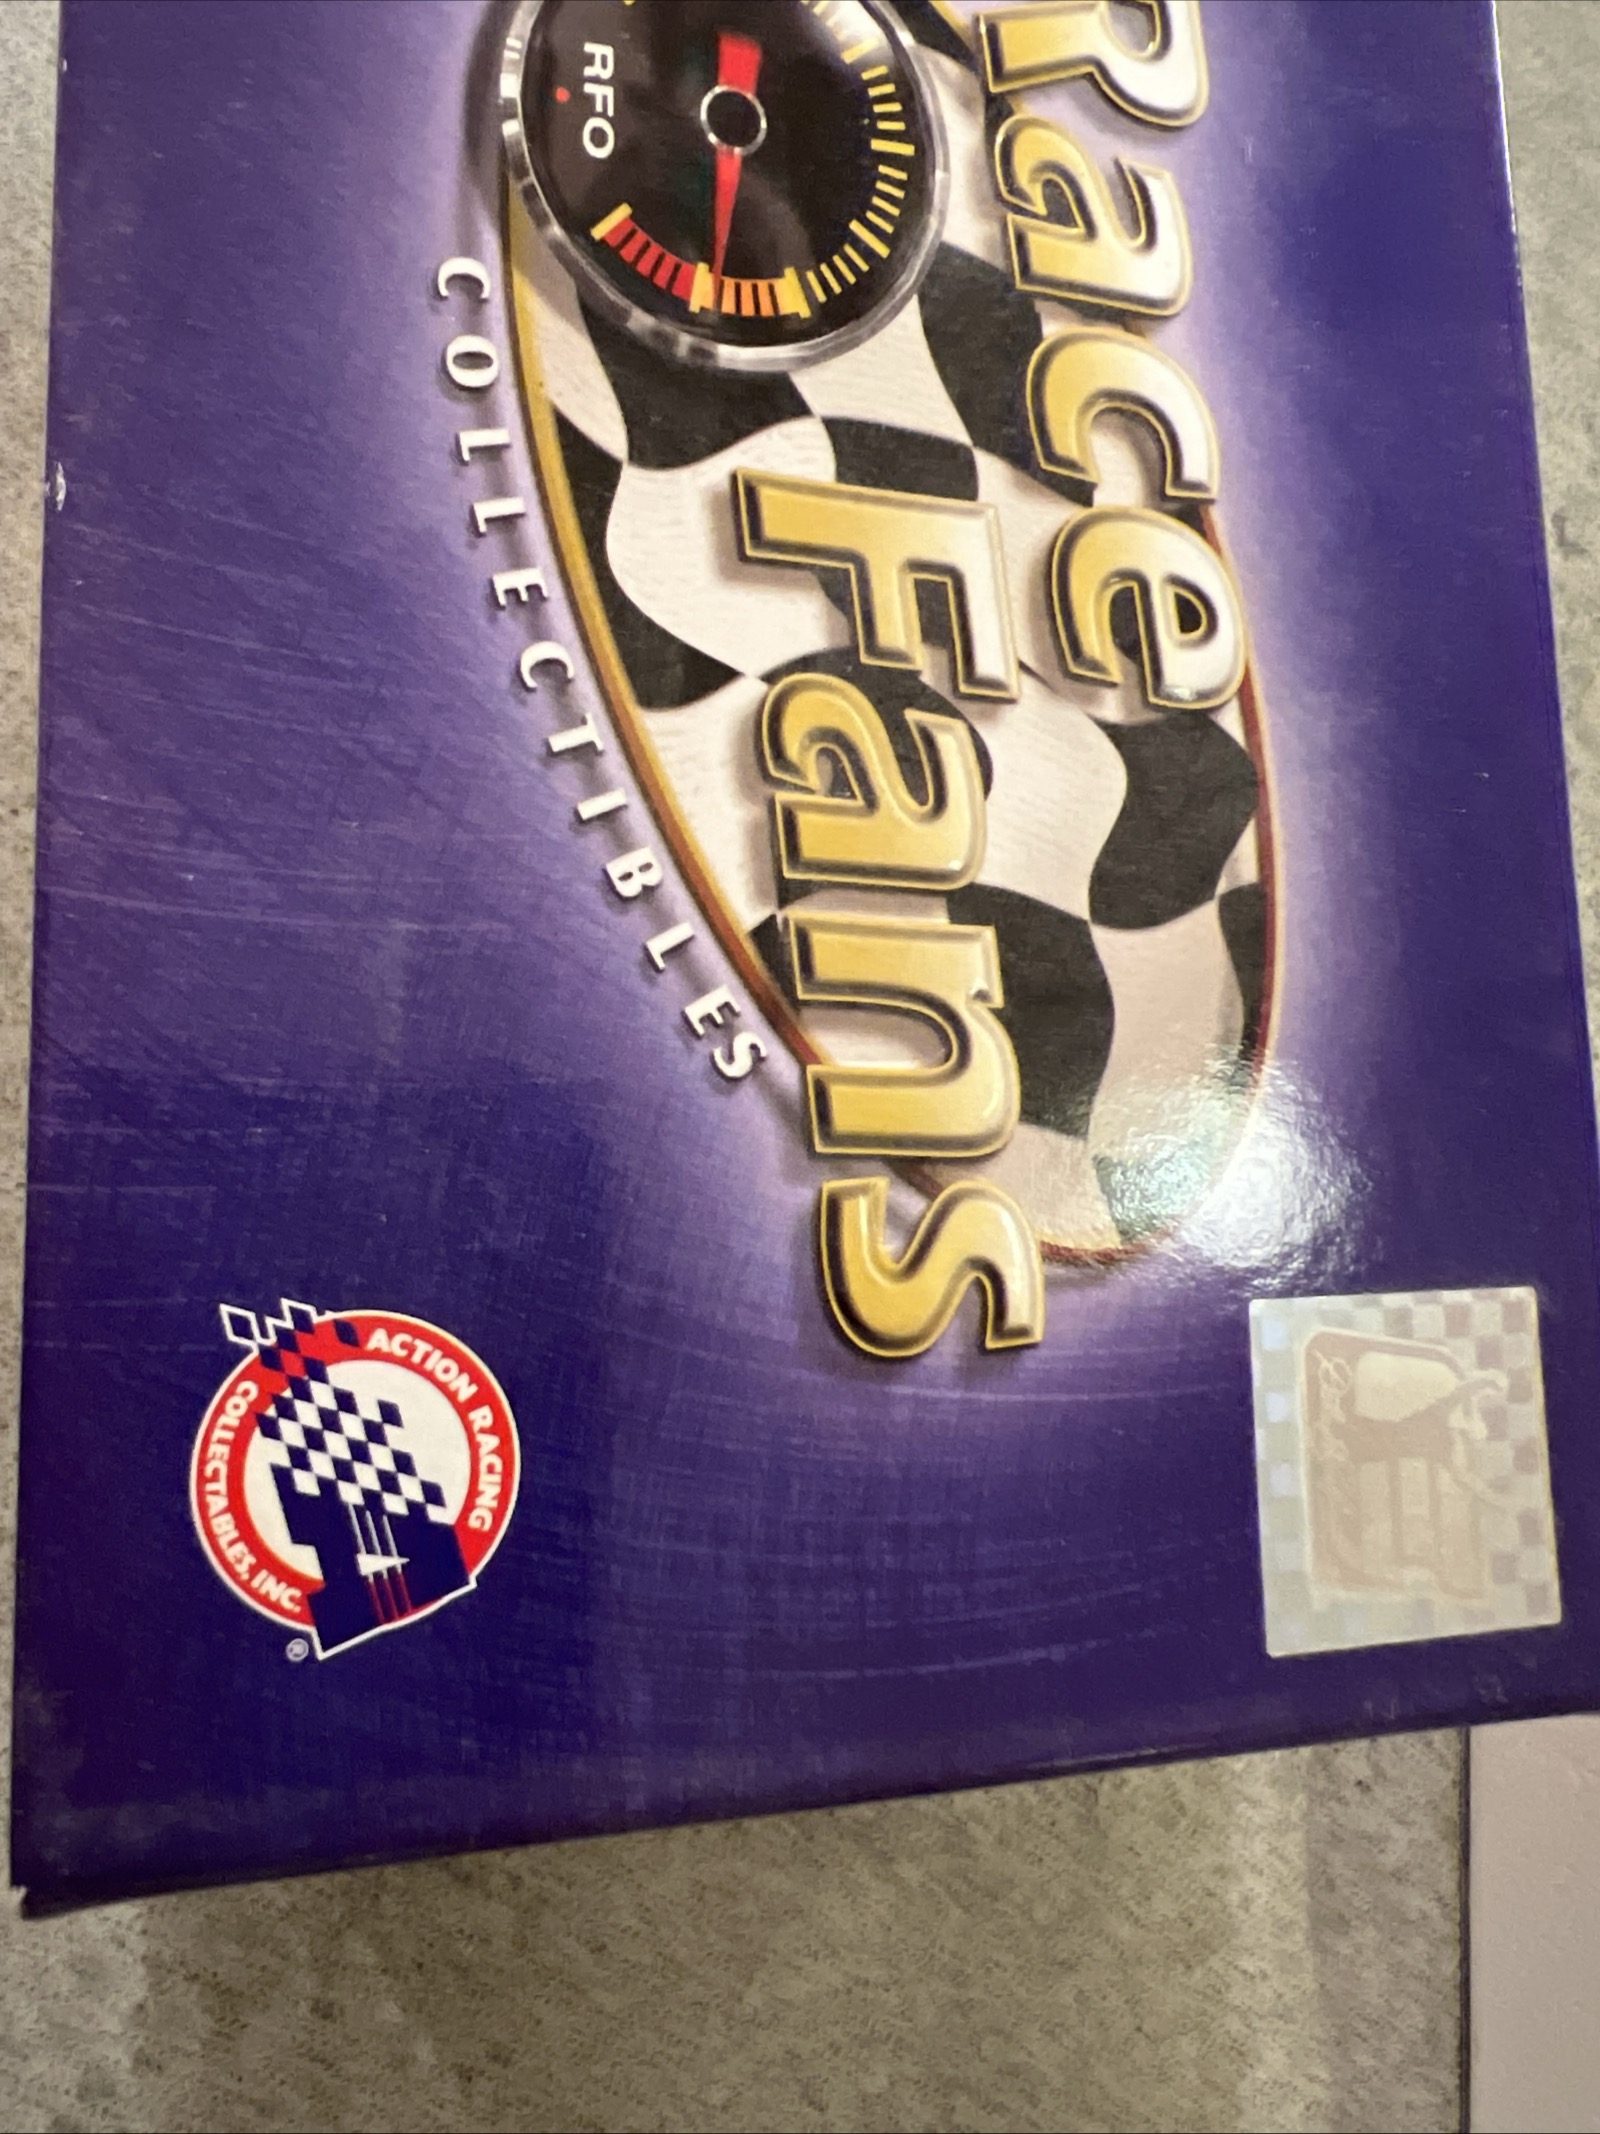 Race
Fans
RFO
COLLECTIBLES
ACTION RACING
COLLECTABLES, INC.
®